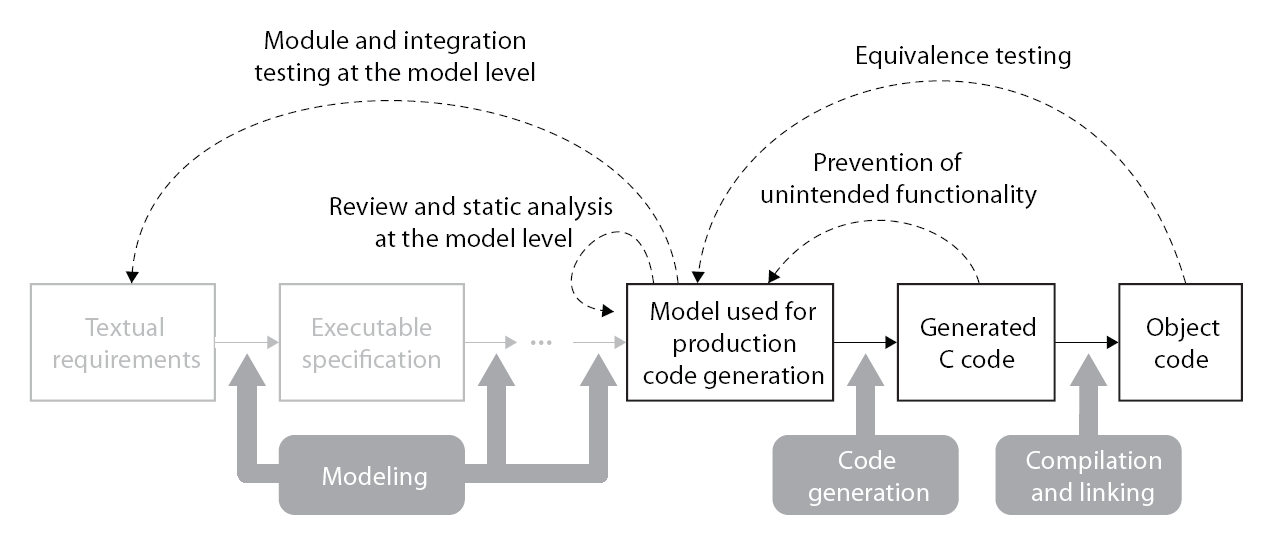 Module and integration
testing at the model level
Equivalence testing
Prevention of
unintended functionality
Review and static analysis
at the model level
Textual
requirements
Executable
specification
...
Model used for
production
code generation
Generated
C code
Object
code
Modeling
Code
generation
Compilation
and linking